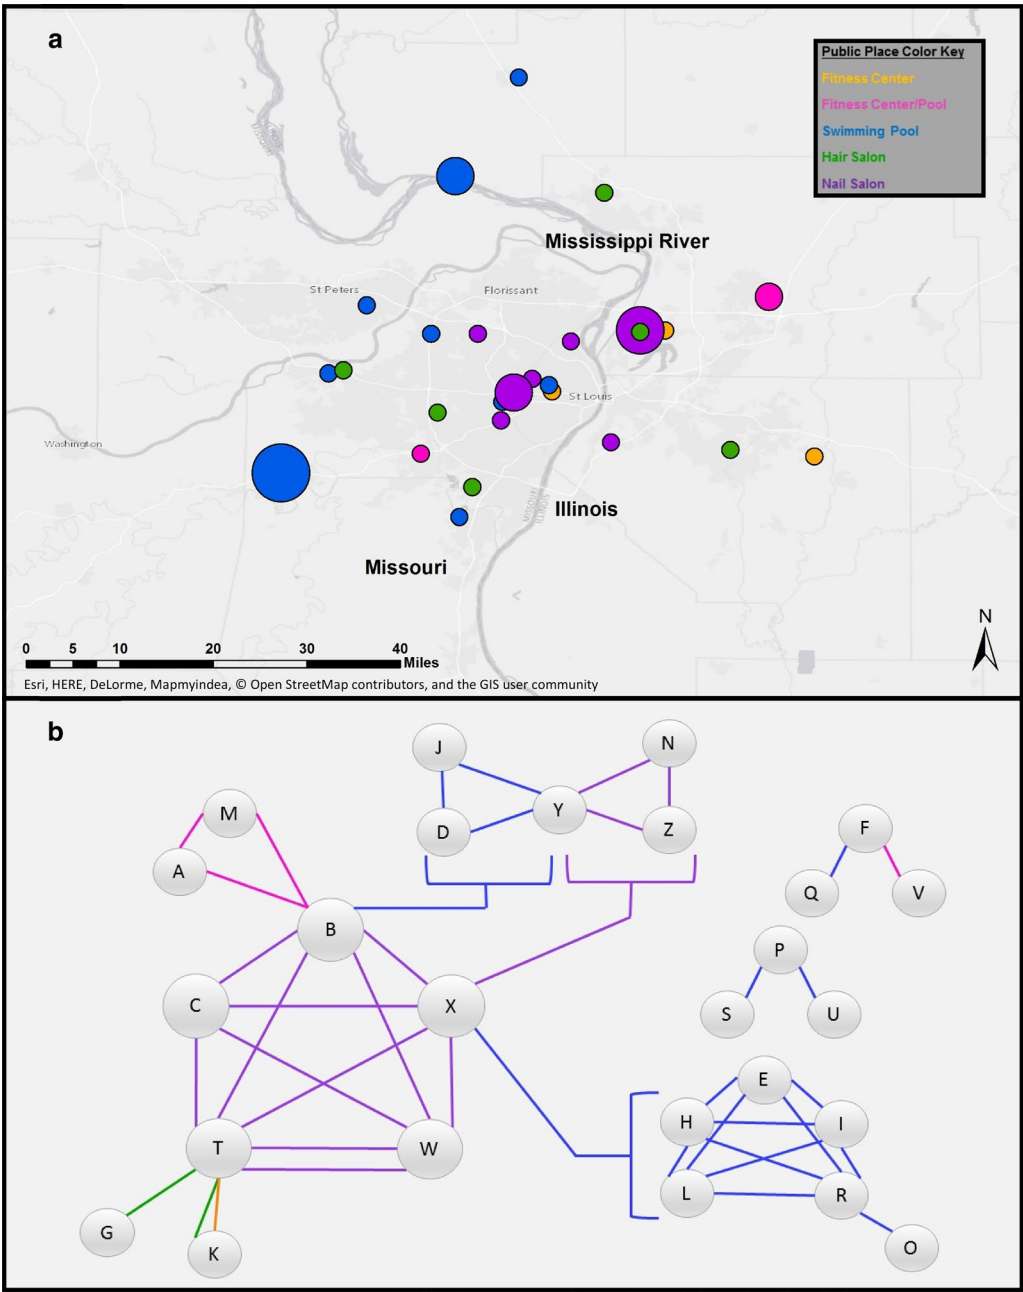 a
Public Place Color Key
Fitness Center
Fitness Center/Pool
Swimming Pool
Hair Salon
Nail Salon
Mississippi River
St Peters
Florissant
St Louis
Washington
MISSOURI
ILLINOIS
Illinois
Missouri
N
0 5 10 20 30 40
Miles
Esri, HERE, DeLorme, Mapmyindea, © Open StreetMap contributors, and the GIS user community
b
J
N
M
Y
D
Z
F
A
Q
V
B
P
C
X
S
U
E
H
I
T
W
L
R
G
K
O